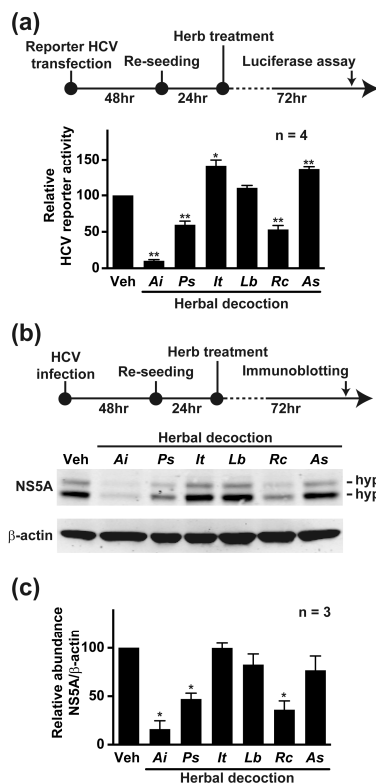 (a)
Herb treatment
Reporter HCV
transfection
Re-seeding
Luciferase assay
48hr
24hr
72hr
n = 4
Relative
HCV reporter activity
150
100
50
0
**
**
*
**
**
Veh Ai Ps It Lb Rc As
Herbal decoction
(b)
Herb treatment
HCV
infection
Re-seeding
Immunoblotting
48hr
24hr
72hr
Herbal decoction
Veh Ai Ps It Lb Rc As
NS5A
– hyp
– hyp
β-actin
(c)
n = 3
Relative abundance
NS5A/β-actin
100
50
0
*
*
*
Veh Ai Ps It Lb Rc As
Herbal decoction